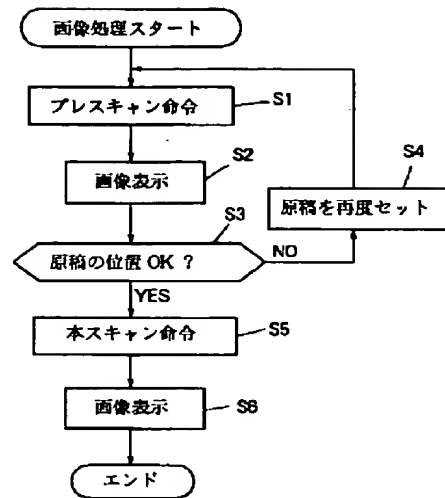 画像処理スタート
プレスキャン命令
S1
画像表示
S2
原稿の位置 OK ?
S3
NO
原稿を再度セット
S4
YES
本スキャン命令
S5
画像表示
S6
エンド